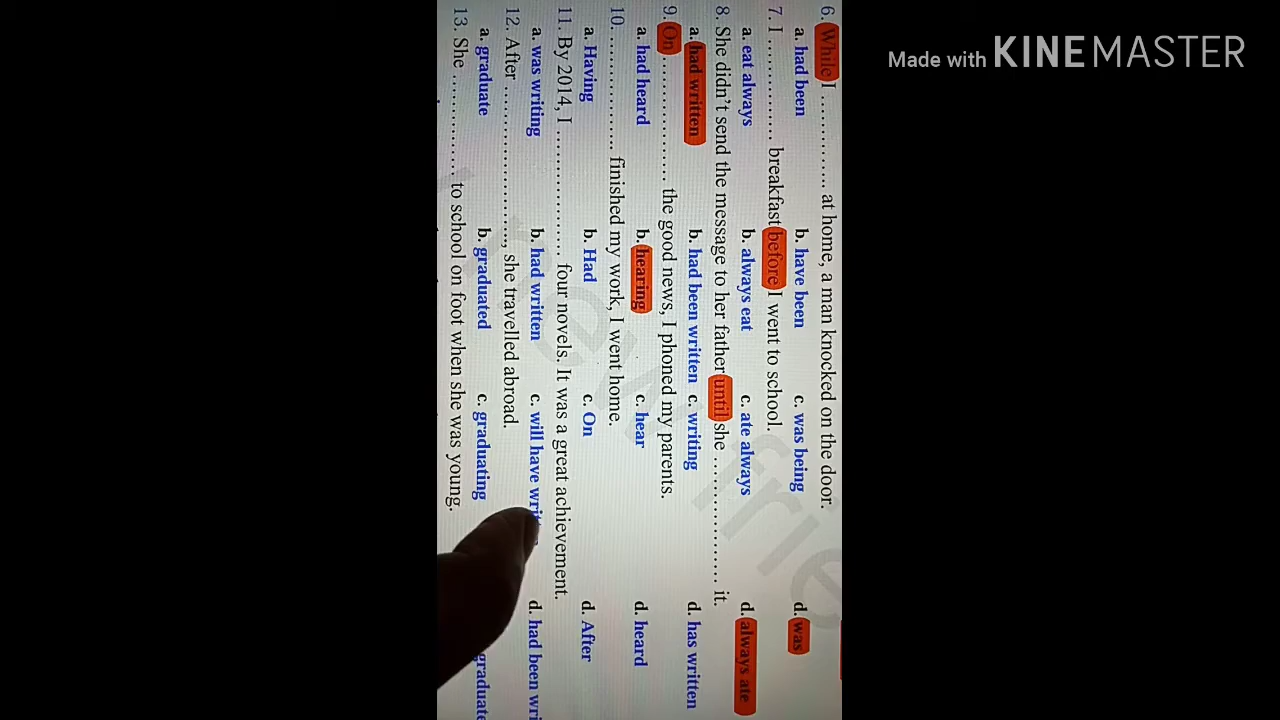 Made with KINEMASTER
6. While I .............. at home, a man knocked on the door.
a. had been b. have been c. was being d. was
7. I .............. breakfast before I went to school.
a. eat always b. always eat c. ate always d. always ate
8. She didn't send the message to her father until she ................ it.
a. had written b. had been written c. writing d. has written
9. On .............. the good news, I phoned my parents.
a. had heard b. hearing c. hear d. heard
10. ................ finished my work, I went home.
a. Having b. Had c. On d. After
11. By 2014, I ................ four novels. It was a great achievement.
a. was writing b. had written c. will have d. had been
12. After ...................., she travelled abroad.
a. graduate b. graduated c. graduating
13. She .............. to school on foot when she was young.